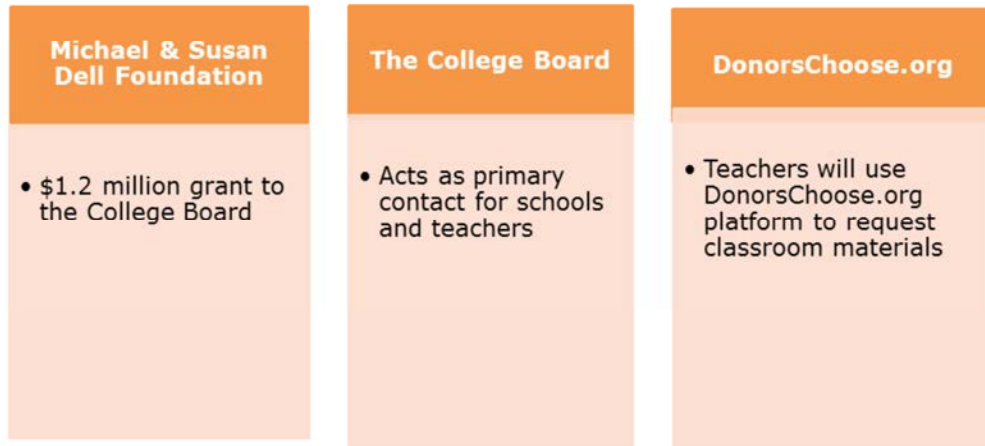 Michael & Susan
Dell Foundation
• $1.2 million grant to
the College Board
The College Board
• Acts as primary
contact for schools
and teachers
DonorsChoose.org
• Teachers will use
DonorsChoose.org
platform to request
classroom materials